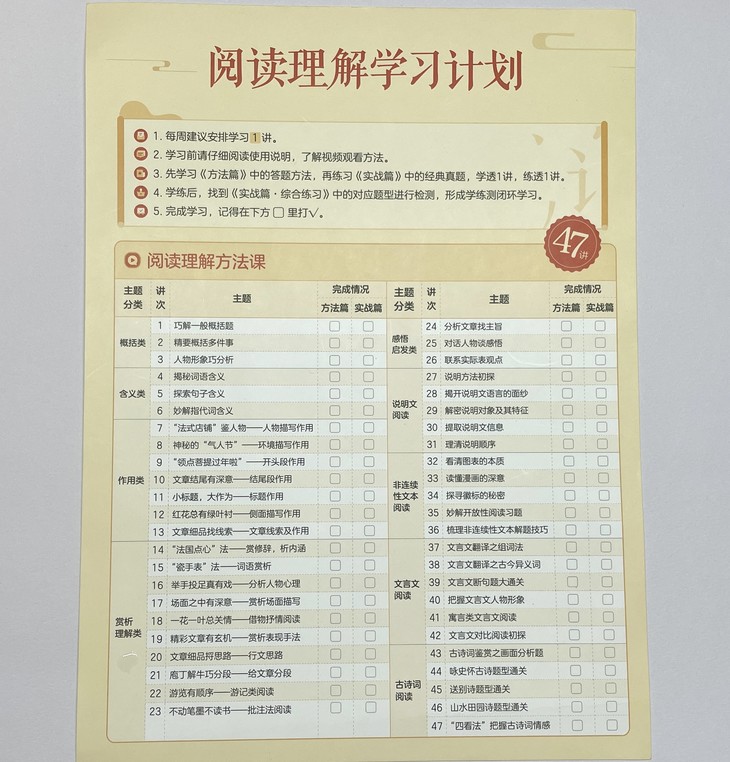 阅读理解学习计划
1. 每周建议安排学习1讲。
2. 学习前请仔细阅读使用说明，了解视频观看方法。
3. 先学习《方法篇》中的答题方法，再练习《实战篇》中的经典真题，学透1讲，练透1讲。
4. 学练后，找到《实战篇·综合练习》中的对应题型进行检测，形成学练测闭环学习。
5. 完成学习，记得在下方□里打√。
47讲
阅读理解方法课
主题分类 讲次 主题 完成情况 方法篇 实战篇
概括类
1 巧解一般概括题
2 精要概括多件事
3 人物形象巧分析
含义类
4 揭秘词语含义
5 探索句子含义
6 妙解指代词含义
作用类
7 “法式店铺”鉴人物——人物描写作用
8 神秘的“气人节”——环境描写作用
9 “领点菩提过年啦”——开头段作用
10 文章结尾有深意——结尾段作用
11 小标题，大作为——标题作用
12 红花总有绿叶衬——侧面描写作用
13 文章细品找线索——文章线索及作用
赏析理解类
14 “法国点心”法——赏修辞，析内涵
15 “瓷手表”法——词语赏析
16 举手投足真有戏——分析人物心理
17 场面之中有深意——赏析场面描写
18 一花一叶总关情——借物抒情阅读
19 精彩文章有玄机——赏析表现手法
20 文章细品捋思路——行文思路
21 庖丁解牛巧分段——给文章分段
22 游览有顺序——游记类阅读
23 不动笔墨不读书——批注法阅读
主题分类 讲次 主题 完成情况 方法篇 实战篇
感悟启发类
24 分析文章找主旨
25 对话人物谈感悟
26 联系实际表观点
说明文阅读
27 说明方法初探
28 揭开说明文语言的面纱
29 解密说明对象及其特征
30 提取说明文信息
31 理清说明顺序
非连续性文本阅读
32 看清图表的本质
33 读懂漫画的深意
34 探寻徽标的秘密
35 妙解开放性阅读习题
36 梳理非连续性文本解题技巧
文言文阅读
37 文言文翻译之组词法
38 文言文翻译之古今异义词
39 文言文断句题大通关
40 把握文言文人物形象
41 寓言类文言文阅读
42 文言文对比阅读初探
古诗词阅读
43 古诗词鉴赏之画面分析题
44 咏史怀古诗题型通关
45 送别诗题型通关
46 山水田园诗题型通关
47 “四看法”把握古诗词情感